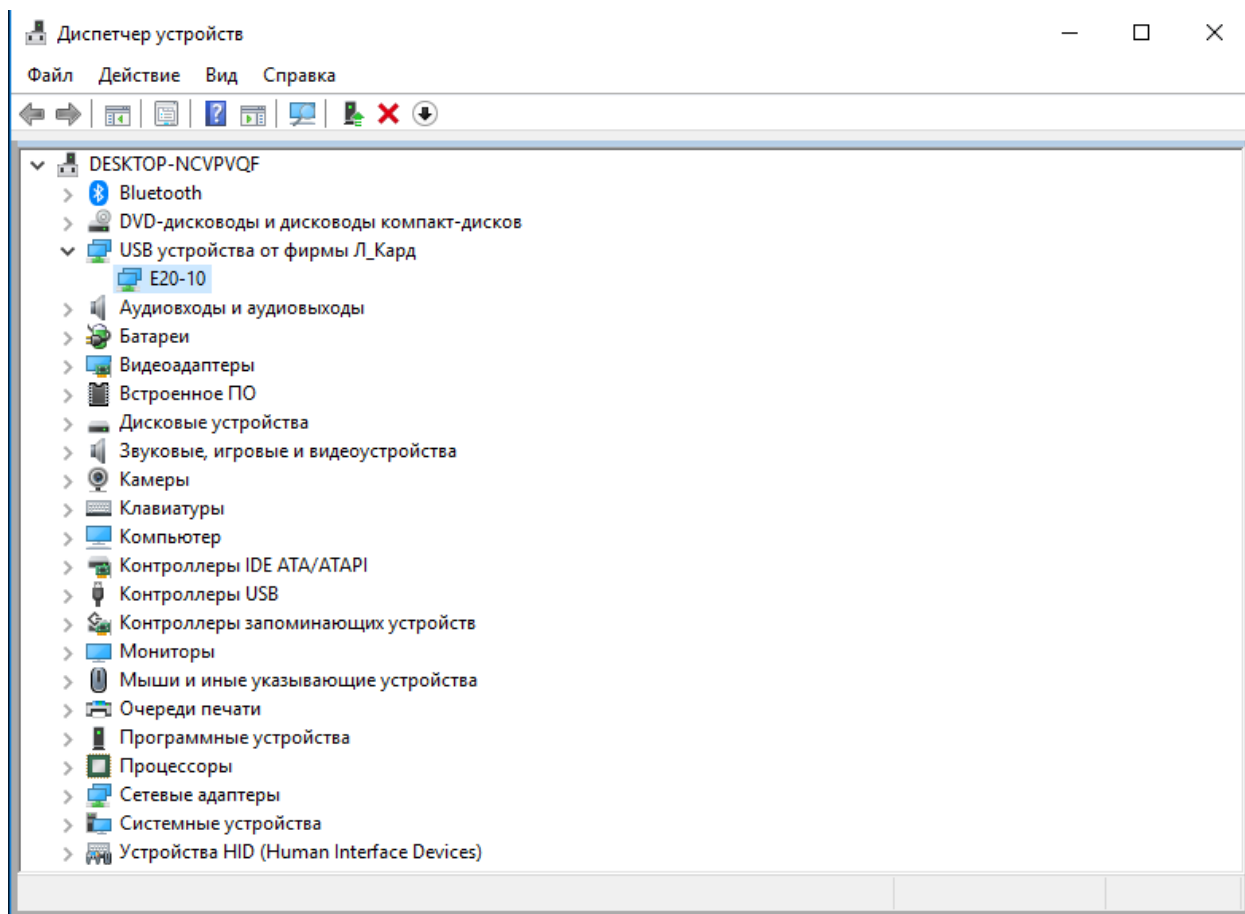 Диспетчер устройств
Файл Действие Вид Справка
DESKTOP-NCVPVQF
Bluetooth
DVD-дисководы и дисководы компакт-дисков
USB устройства от фирмы Л_Кард
E20-10
Аудиовходы и аудиовыходы
Батареи
Видеоадаптеры
Встроенное ПО
Дисковые устройства
Звуковые, игровые и видеоустройства
Камеры
Клавиатуры
Компьютер
Контроллеры IDE ATA/ATAPI
Контроллеры USB
Контроллеры запоминающих устройств
Мониторы
Мыши и иные указывающие устройства
Очереди печати
Программные устройства
Процессоры
Сетевые адаптеры
Системные устройства
Устройства HID (Human Interface Devices)